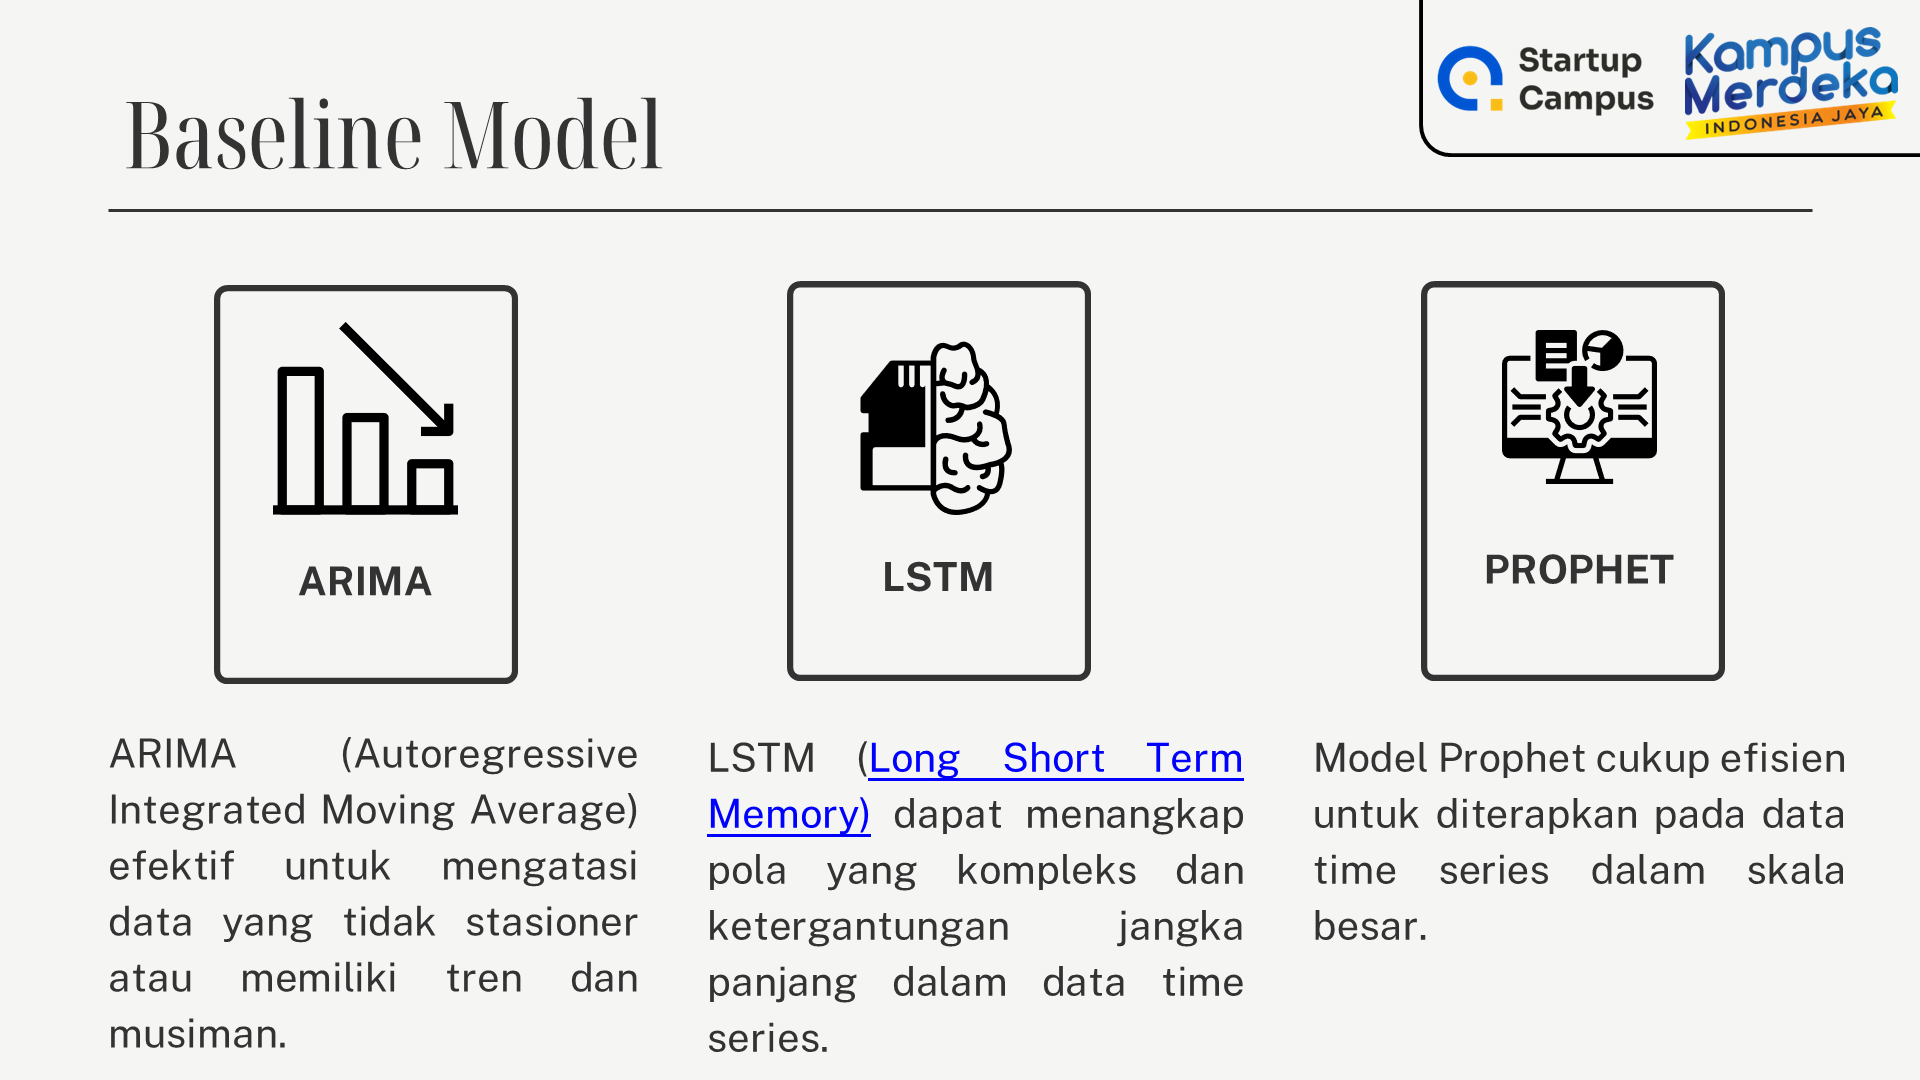 Startup
Campus
Kampus
Merdeka
INDONESIA JAYA
Baseline Model
ARIMA
ARIMA (Autoregressive
Integrated Moving Average)
efektif untuk mengatasi
data yang tidak stasioner
atau memiliki tren dan
musiman.
LSTM
LSTM (Long Short Term
Memory) dapat menangkap
pola yang kompleks dan
ketergantungan jangka
panjang dalam data time
series.
PROPHET
Model Prophet cukup efisien
untuk diterapkan pada data
time series dalam skala
besar.